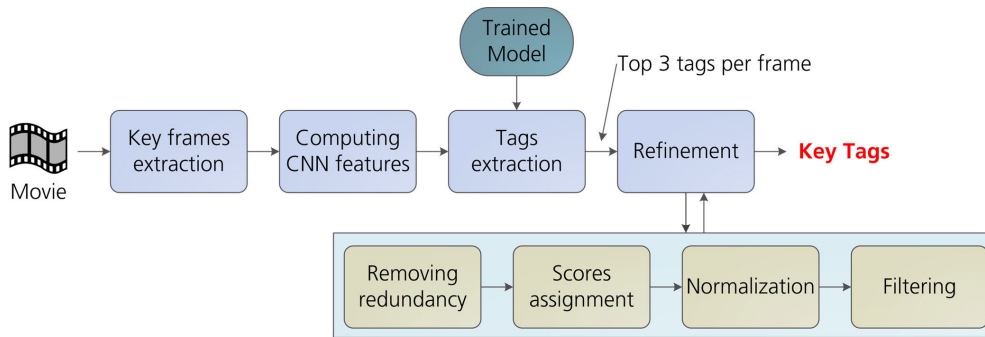 Trained
Model
Top 3 tags per frame
Movie
Key frames
extraction
Computing
CNN features
Tags
extraction
Refinement
Key Tags
Removing
redundancy
Scores
assignment
Normalization
Filtering